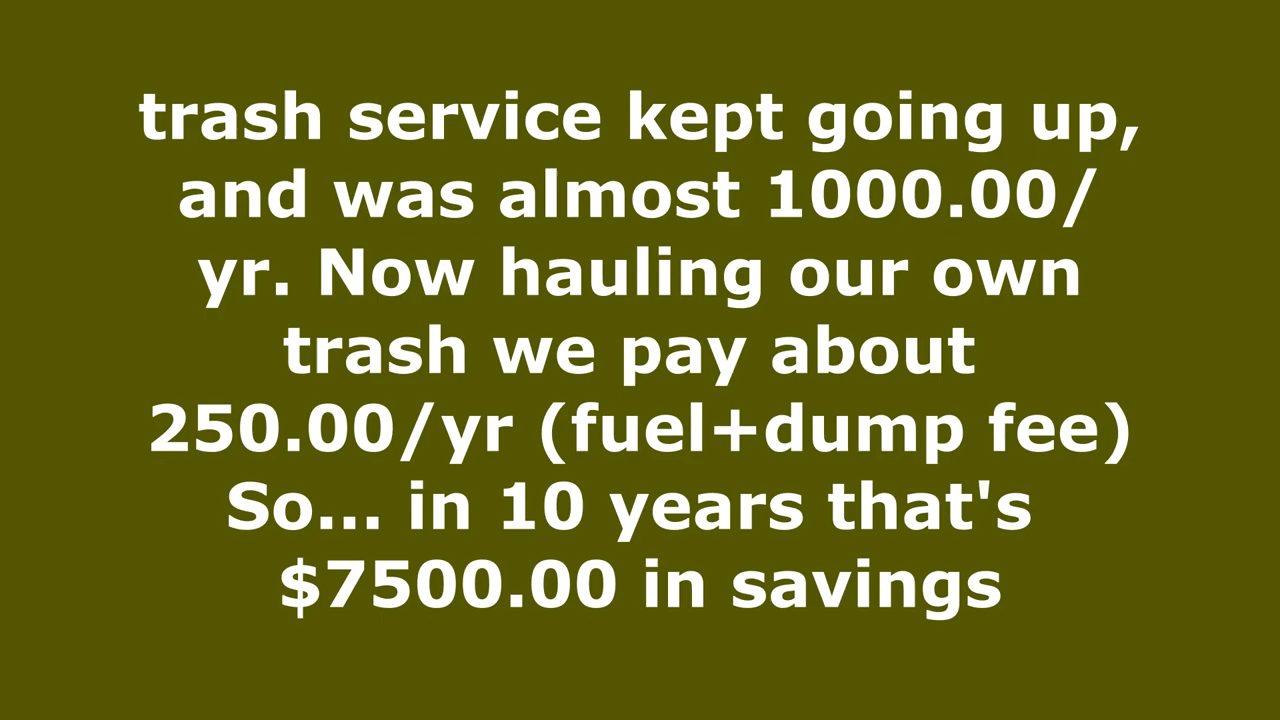 trash service kept going up,
and was almost 1000.00/
yr. Now hauling our own
trash we pay about
250.00/yr (fuel+dump fee)
So... in 10 years that's
$7500.00 in savings